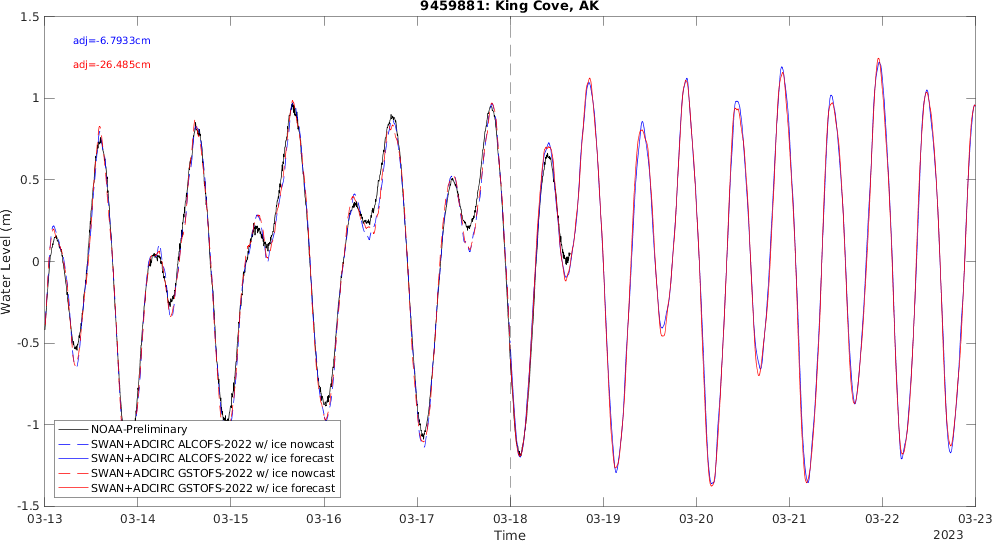 9459881: King Cove, AK
adj=-6.7933cm
adj=-26.485cm
1.5
1
0.5
0
-0.5
-1
-1.5
Water Level (m)
NOAA-Preliminary
SWAN+ADCIRC ALCOFS-2022 w/ ice nowcast
SWAN+ADCIRC ALCOFS-2022 w/ ice forecast
SWAN+ADCIRC GSTOFS-2022 w/ ice nowcast
SWAN+ADCIRC GSTOFS-2022 w/ ice forecast
03-13 03-14 03-15 03-16 03-17 03-18 03-19 03-20 03-21 03-22 03-23
Time
2023